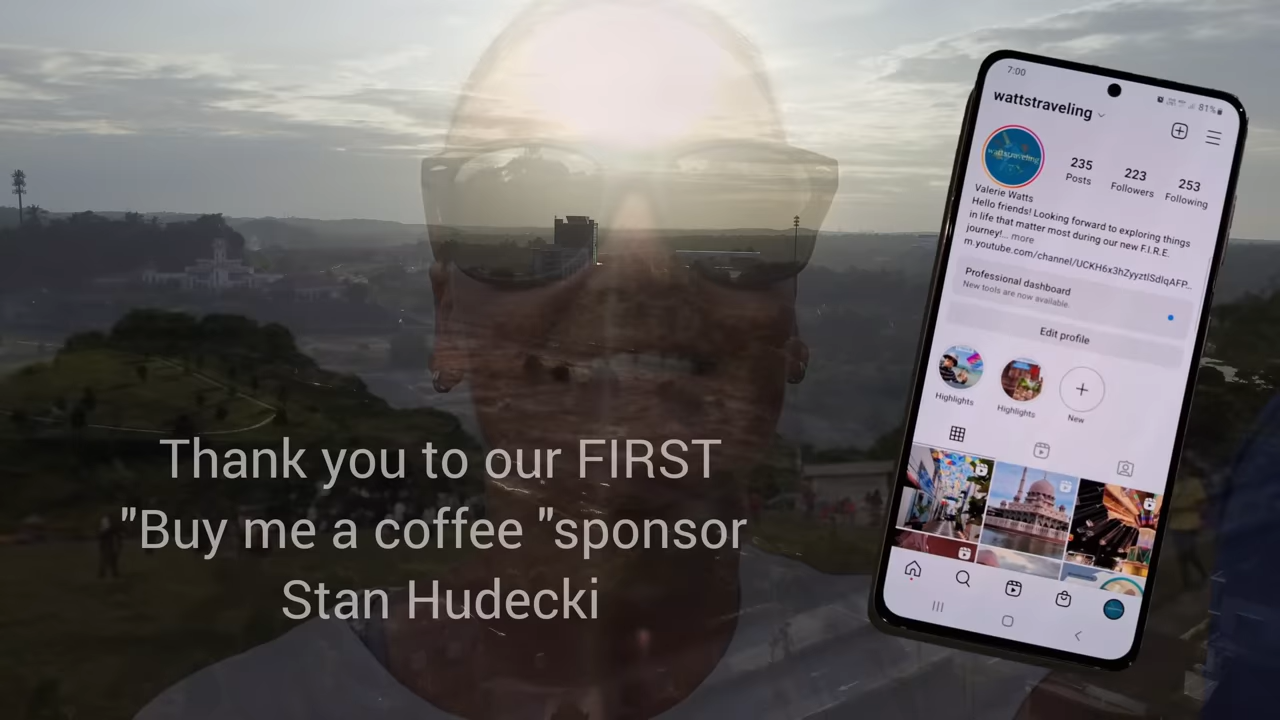 Thank you to our FIRST
"Buy me a coffee "sponsor
Stan Hudecki
7:00
81%
wattstraveling
wattstraveling
235
Posts
223
Followers
253
Following
Valerie Watts
Hello friends! Looking forward to exploring things
in life that matter most during our new F.I.R.E.
journey!... more
m.youtube.com/channel/UCKH6x3hZyyztlSdlqAFP...
Professional dashboard
New tools are now available.
Edit profile
Highlights
Highlights
New